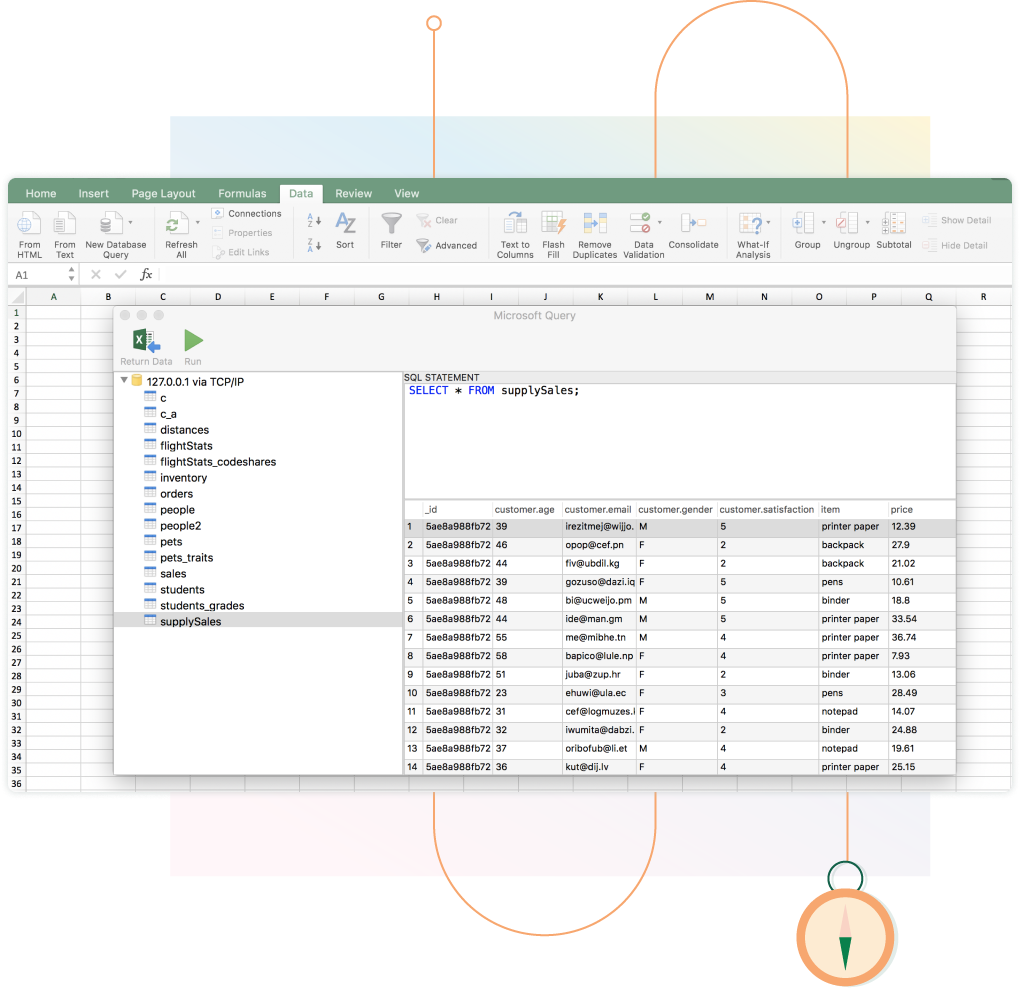 Home Insert Page Layout Formulas Data Review View
From HTML From Text New Database Query Refresh All Connections Properties Edit Links Sort Filter Clear Advanced Text to Columns Flash Fill Remove Duplicates Data Validation Consolidate What-If Analysis Group Ungroup Subtotal Show Detail Hide Detail
A1 fx
A B C D E F G H I J K L M N O P Q R
1
2
3
4
5
6
7
8
9
10
11
12
13
14
15
16
17
18
19
20
21
22
23
24
25
26
27
28
29
30
31
32
33
34
35
36
Microsoft Query
Return Data Run
127.0.0.1 via TCP/IP
c
c_a
distances
flightStats
flightStats_codeshares
inventory
orders
people
people2
pets
pets_traits
sales
students
students_grades
supplySales
SQL STATEMENT
SELECT * FROM supplySales;
_id customer.age customer.email customer.gender customer.satisfaction item price
1 5ae8a988fb72 39 irezitmej@wijjo. M 5 printer paper 12.39
2 5ae8a988fb72 46 opop@cef.pn F 2 backpack 27.9
3 5ae8a988fb72 44 fiv@ubdil.kg F 2 backpack 21.02
4 5ae8a988fb72 39 gozuso@dazi.iq F 5 pens 10.61
5 5ae8a988fb72 48 bi@ucweijo.pm M 5 binder 18.8
6 5ae8a988fb72 44 ide@man.gm M 5 printer paper 33.54
7 5ae8a988fb72 55 me@mibhe.tn M 4 printer paper 36.74
8 5ae8a988fb72 58 bapico@lule.np F 4 printer paper 7.93
9 5ae8a988fb72 51 juba@zup.hr F 2 binder 13.06
10 5ae8a988fb72 23 ehuwi@ula.ec F 3 pens 28.49
11 5ae8a988fb72 31 cef@logmuzes.i F 4 notepad 14.07
12 5ae8a988fb72 32 iwumita@dabzi. F 2 binder 24.88
13 5ae8a988fb72 37 oribofub@li.et M 4 notepad 19.61
14 5ae8a988fb72 36 kut@dij.lv F 4 printer paper 25.15